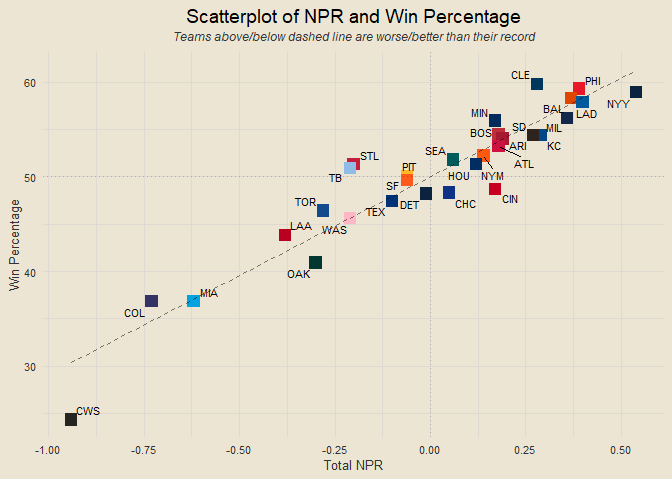 Scatterplot of NPR and Win Percentage
Teams above/below dashed line are worse/better than their record
Win Percentage
60
50
40
30
CLE
PHI
NYY
BAL
LAD
MIN
BOS
SD
MIL
ARI
KC
ATL
SEA
HOU
NYM
CIN
STL
TB
PIT
SF
TEX
DET
CHC
TOR
WAS
LAA
OAK
MIA
COL
CWS
-1.00
-0.75
-0.50
-0.25
0.00
0.25
0.50
Total NPR